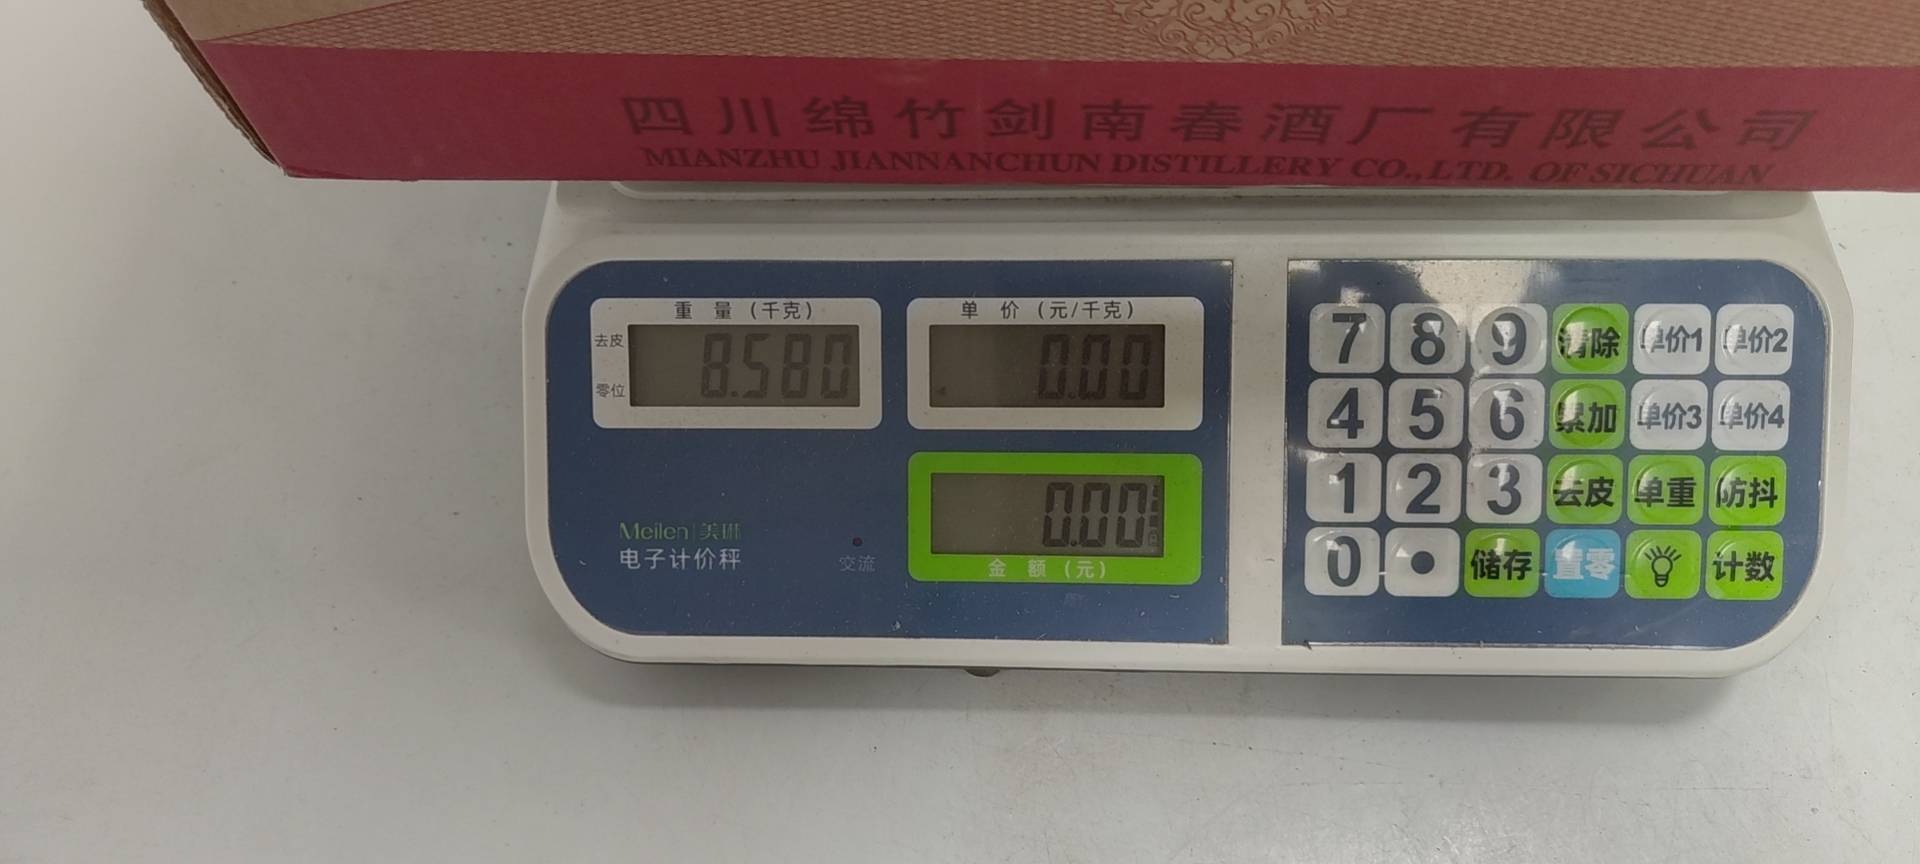 四川绵竹剑南春酒厂有限公司
MIANZHU JIANNANCHUN DISTILLERY CO.,LTD. OF SICHUAN
重 量 (千克)
去皮
零位
8.580
单 价 (元/千克)
0.00
0.00
金 额 (元)
Meilen|美琳
电子计价秤
交流
7 8 9 清除 单价1 单价2
4 5 6 累加 单价3 单价4
1 2 3 去皮 单重 防抖
0 • 储存 置零 计数